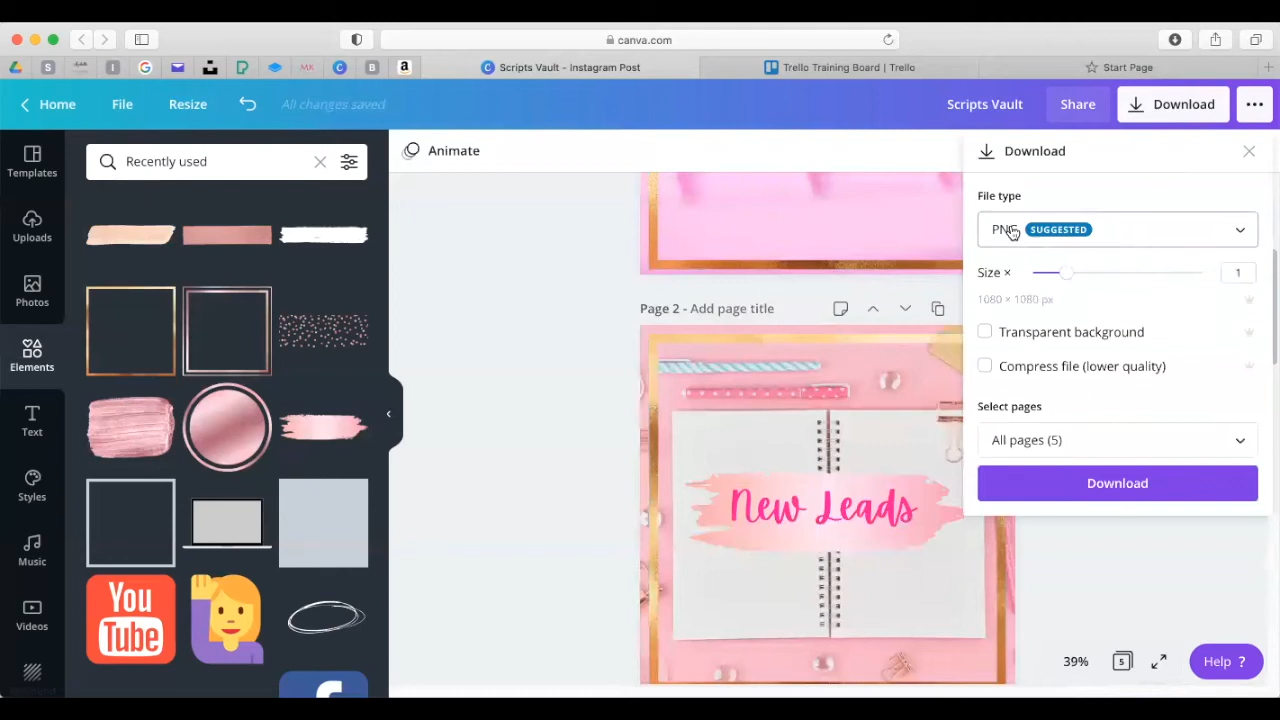 canva.com
Scripts Vault - Instagram Post
Trello Training Board | Trello
Start Page
Home
File
Resize
All changes saved
Scripts Vault
Share
Download
Templates
Uploads
Photos
Elements
Text
Styles
Music
Videos
Recently used
You
Tube
Animate
Page 2 - Add page title
New Leads
Download
File type
PNG SUGGESTED
Size ×
1
1080 × 1080 px
Transparent background
Compress file (lower quality)
Select pages
All pages (5)
Download
39%
5
Help ?